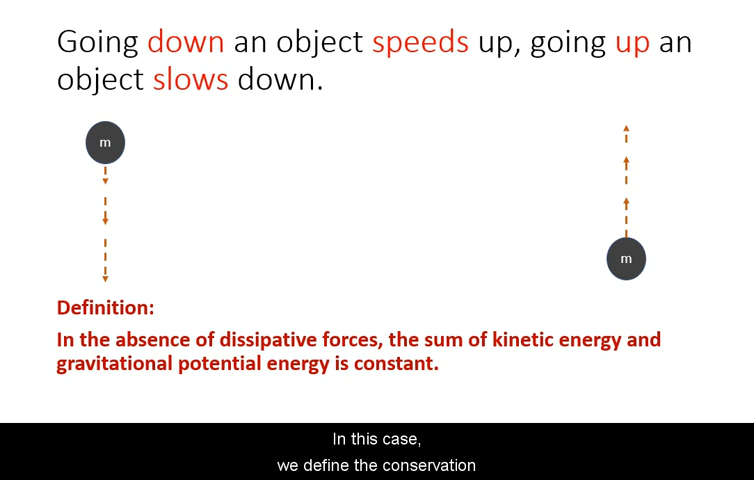 Going down an object speeds up, going up an
object slows down.
m
m
Definition:
In the absence of dissipative forces, the sum of kinetic energy and
gravitational potential energy is constant.
In this case,
we define the conservation